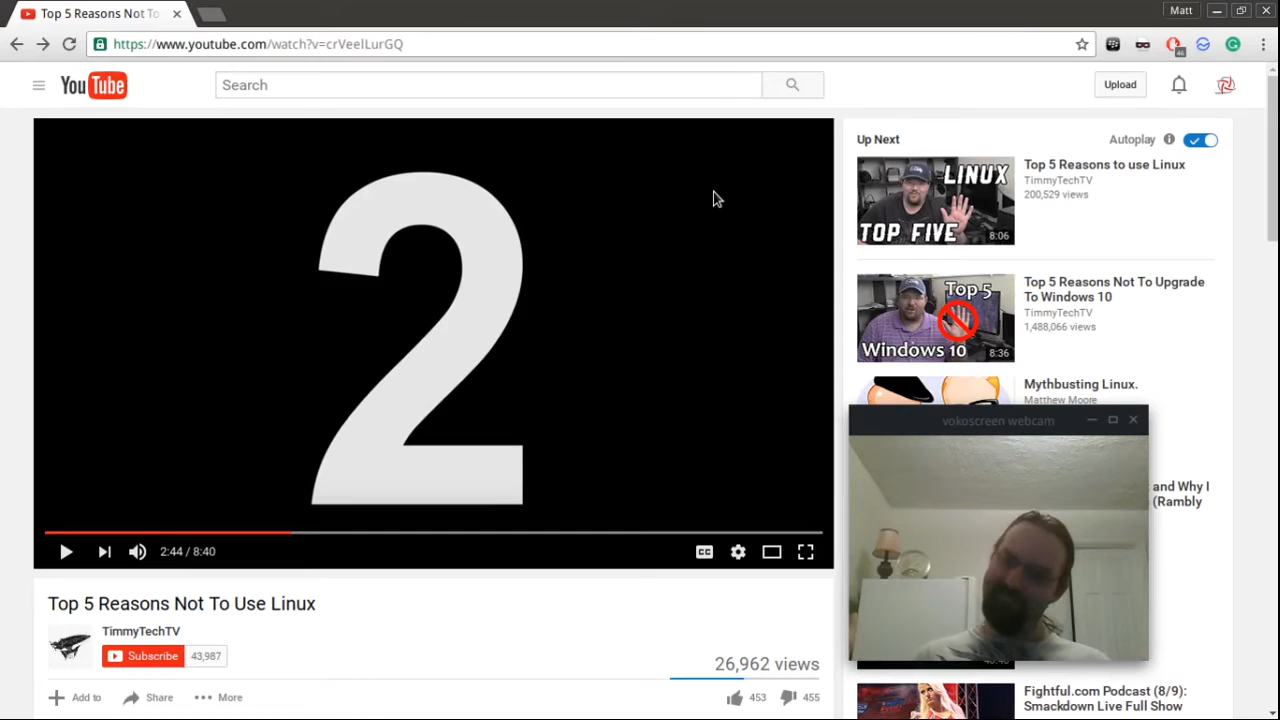 Top 5 Reasons Not To
Matt
https://www.youtube.com/watch?v=crVeelLurGQ
46
YouTube
Search
Upload
2
2:44 / 8:40
CC
Up Next
Autoplay
LINUX
TOP FIVE
8:06
Top 5 Reasons to use Linux
TimmyTechTV
200,529 views
Top 5
Windows 10
8:36
Top 5 Reasons Not To Upgrade
To Windows 10
TimmyTechTV
1,488,066 views
Mythbusting Linux.
Matthew Moore
vokoscreen webcam
and Why I
(Rambly
Top 5 Reasons Not To Use Linux
TimmyTechTV
Subscribe
43,987
26,962 views
Add to
Share
More
453
455
Fightful.com Podcast (8/9):
Smackdown Live Full Show